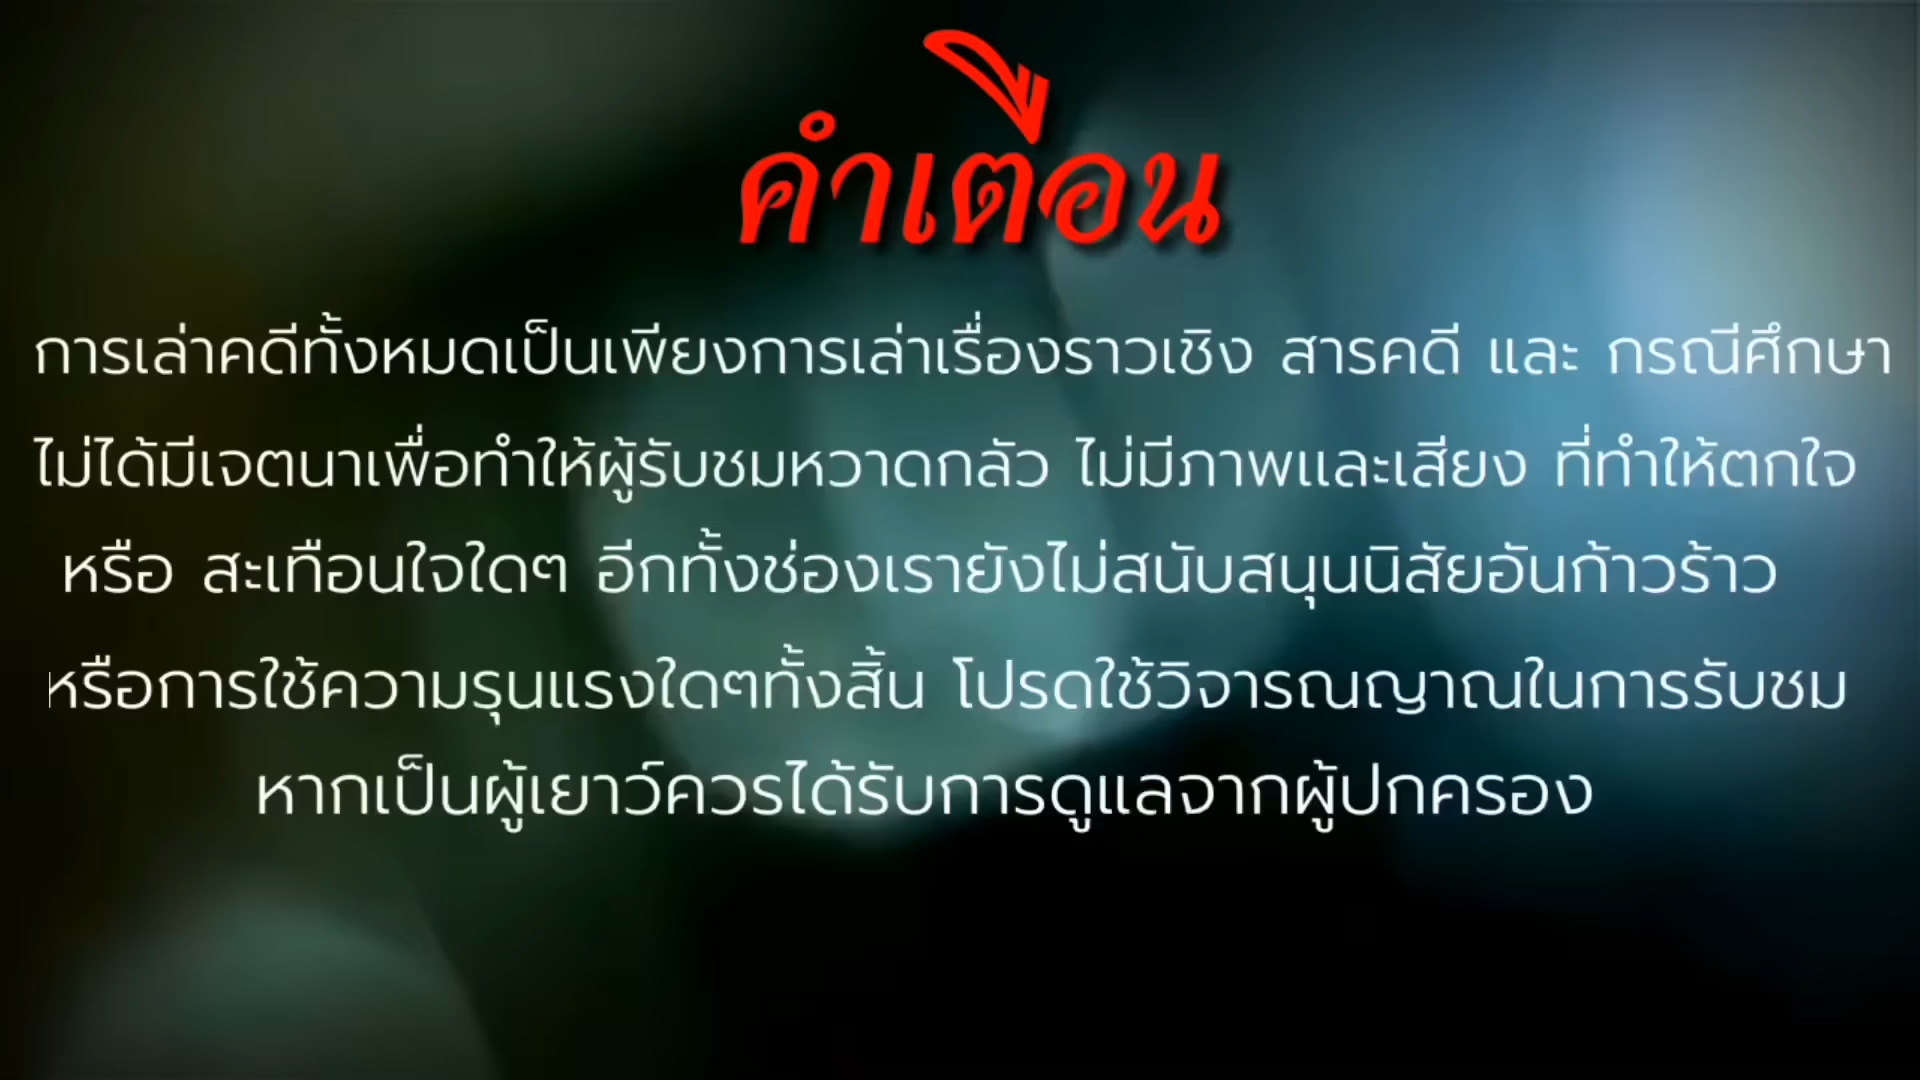 คำเตือน
การเล่าคดีทั้งหมดเป็นเพียงการเล่าเรื่องราวเชิง สารคดี และ กรณีศึกษา
ไม่ได้มีเจตนาเพื่อทำให้ผู้รับชมหวาดกลัว ไม่มีภาพและเสียง ที่ทำให้ตกใจ
หรือ สะเทือนใจใดๆ อีกทั้งช่องเรายังไม่สนับสนุนนิสัยอันก้าวร้าว
หรือการใช้ความรุนแรงใดๆทั้งสิ้น โปรดใช้วิจารณญาณในการรับชม
หากเป็นผู้เยาว์ควรได้รับการดูแลจากผู้ปกครอง